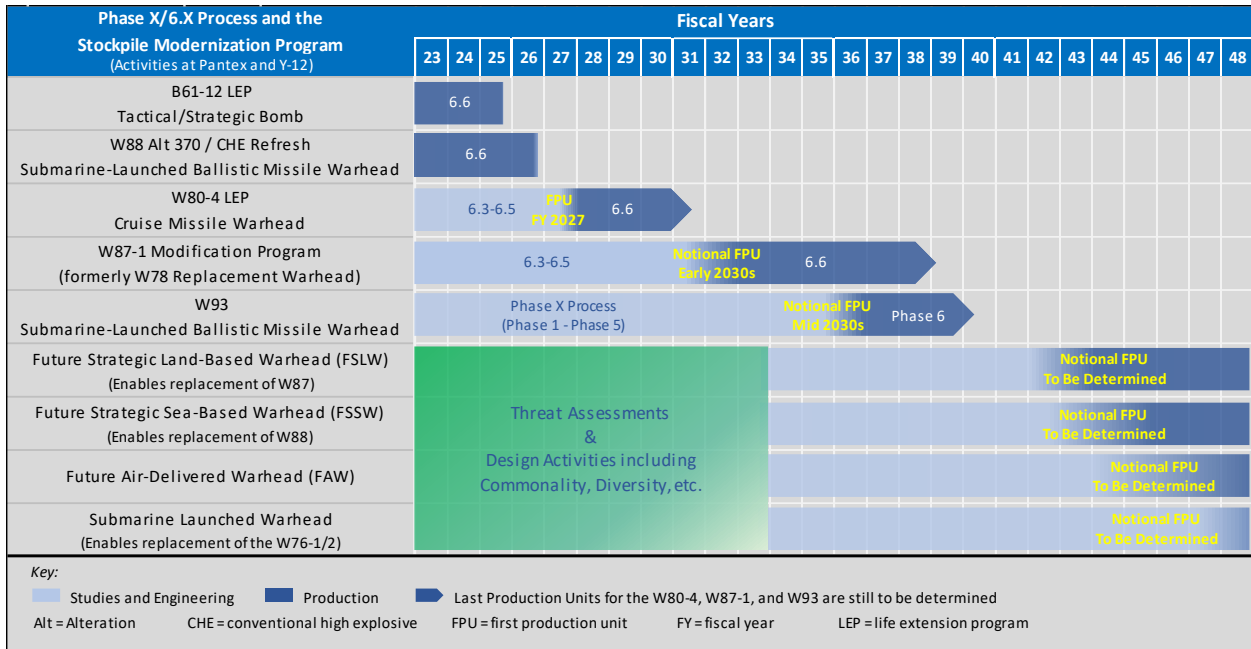 Phase X/6.X Process and the
Stockpile Modernization Program
(Activities at Pantex and Y-12)
Fiscal Years
23 24 25 26 27 28 29 30 31 32 33 34 35 36 37 38 39 40 41 42 43 44 45 46 47 48
B61-12 LEP
Tactical/Strategic Bomb
6.6
W88 Alt 370 / CHE Refresh
Submarine-Launched Ballistic Missile Warhead
6.6
W80-4 LEP
Cruise Missile Warhead
6.3-6.5
FPU
FY 2027
6.6
W87-1 Modification Program
(formerly W78 Replacement Warhead)
6.3-6.5
Notional FPU
Early 2030s
6.6
W93
Submarine-Launched Ballistic Missile Warhead
Phase X Process
(Phase 1 - Phase 5)
Notional FPU
Mid 2030s
Phase 6
Future Strategic Land-Based Warhead (FSLW)
(Enables replacement of W87)
Notional FPU
To Be Determined
Future Strategic Sea-Based Warhead (FSSW)
(Enables replacement of W88)
Notional FPU
To Be Determined
Future Air-Delivered Warhead (FAW)
Notional FPU
To Be Determined
Submarine Launched Warhead
(Enables replacement of the W76-1/2)
Notional FPU
To Be Determined
Threat Assessments
&
Design Activities including
Commonality, Diversity, etc.
Key:
Studies and Engineering
Production
Last Production Units for the W80-4, W87-1, and W93 are still to be determined
Alt = Alteration
CHE = conventional high explosive
FPU = first production unit
FY = fiscal year
LEP = life extension program